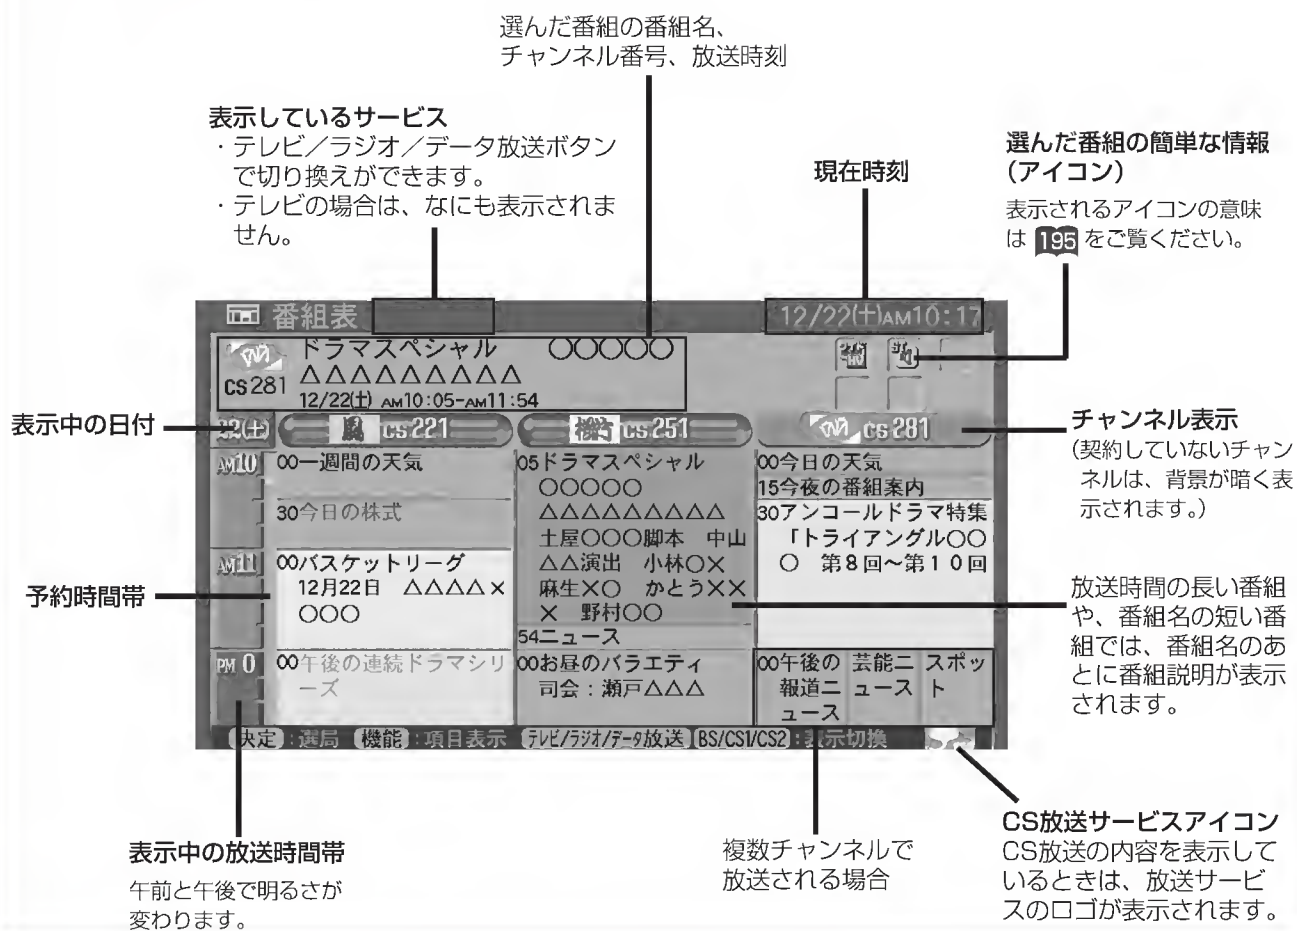 選んだ番組の番組名、
チャンネル番号、放送時刻
表示しているサービス
・テレビ／ラジオ／データ放送ボタン
で切り換えができます。
・テレビの場合は、なにも表示されま
せん。
現在時刻
選んだ番組の簡単な情報
（アイコン）
表示されるアイコンの意味
は 195 をご覧ください。
番組表
12/22(土)AM10:17
ドラマスペシャル　○○○○○
CS281 △△△△△△△△△
12/22(土) AM10:05-AM11:54
表示中の日付
22(土)
CS221
CS251
CS281
チャンネル表示
（契約していないチャン
ネルは、背景が暗く表
示されます。）
AM10
00一週間の天気
30今日の株式
05ドラマスペシャル
○○○○○
△△△△△△△△△
土屋○○○脚本　中山
△△演出　小林○×
麻生×○　かとう××
×　野村○○
54ニュース
00今日の天気
15今夜の番組案内
30アンコールドラマ特集
「トライアングル○○
○　第8回～第10回
予約時間帯
AM11
00バスケットリーグ
12月22日　△△△△×
○○○
放送時間の長い番組
や、番組名の短い番
組では、番組名のあ
とに番組説明が表示
されます。
PM 0
00午後の連続ドラマシリ
ーズ
00お昼のバラエティ
司会：瀬戸△△△
00午後の
報道ニ
ュース
芸能ニ
ュース
スポッ
ト
決定：選局　機能：項目表示　テレビ/ラジオ/データ放送　BS/CS1/CS2：表示切換
表示中の放送時間帯
午前と午後で明るさが
変わります。
複数チャンネルで
放送される場合
CS放送サービスアイコン
CS放送の内容を表示して
いるときは、放送サービ
スのロゴが表示されます。